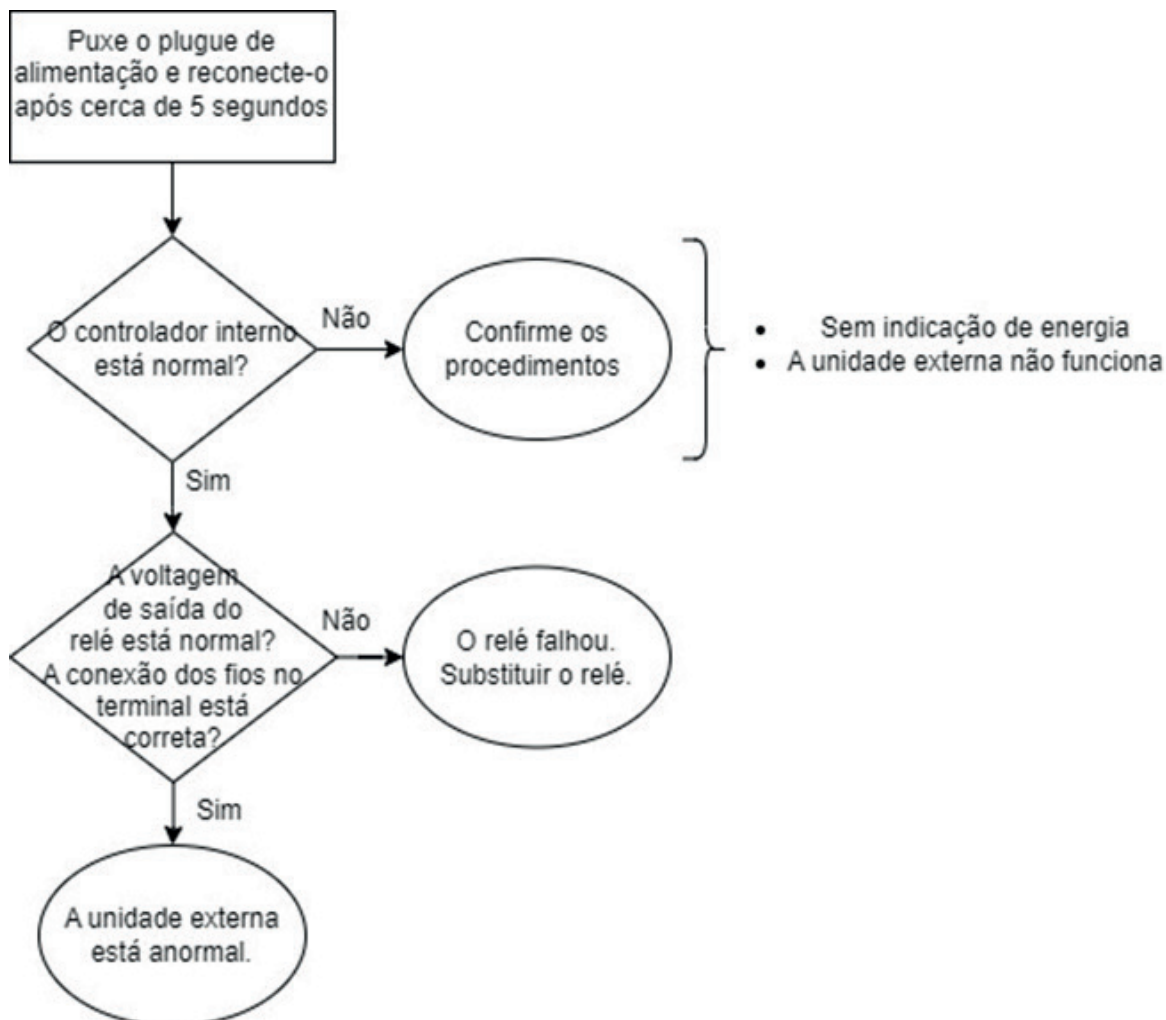 Puxe o plugue de
alimentação e reconecte-o
após cerca de 5 segundos
O controlador interno
está normal?
Não
Confirme os
procedimentos
• Sem indicação de energia
• A unidade externa não funciona
Sim
A voltagem
de saída do
relé está normal?
A conexão dos fios no
terminal está
correta?
Não
O relé falhou.
Substituir o relé.
Sim
A unidade externa
está anormal.